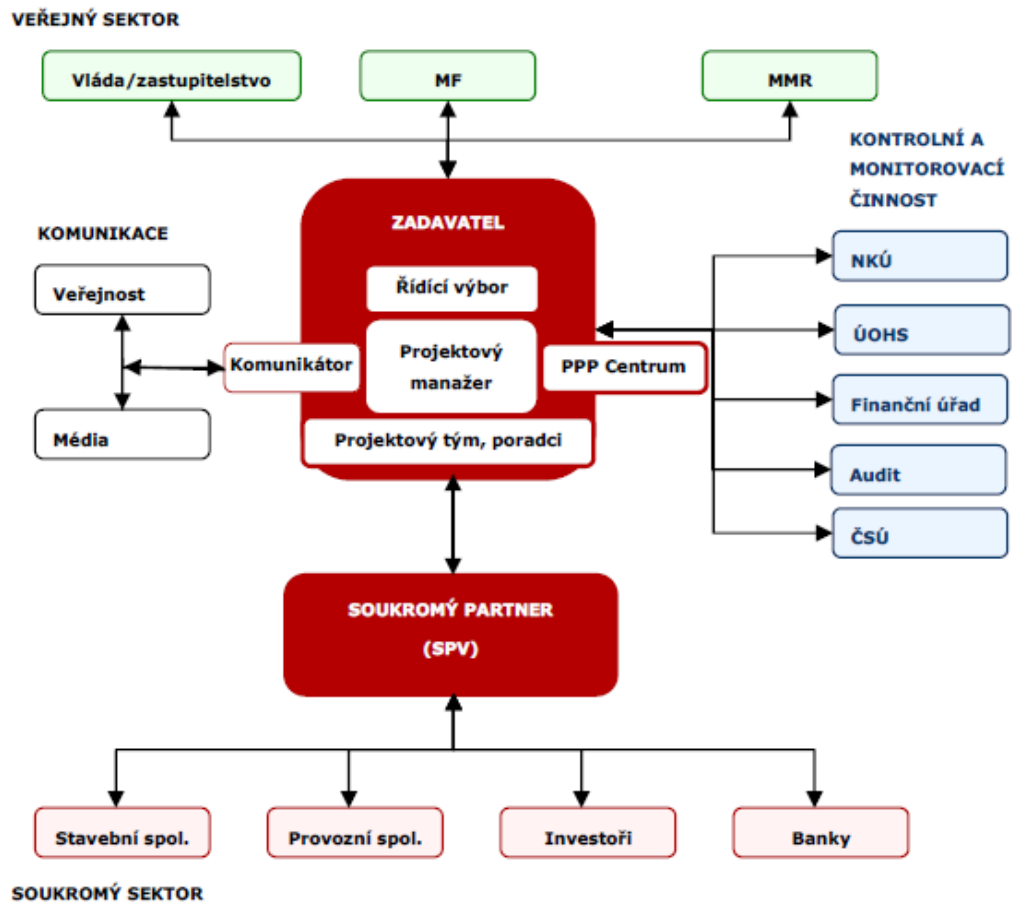 VEŘEJNÝ SEKTOR
Vláda/zastupitelstvo
MF
MMR
KONTROLNÍ A
MONITOROVACÍ
ČINNOST
ZADAVATEL
KOMUNIKACE
Řídící výbor
NKÚ
Veřejnost
ÚOHS
Komunikátor
Projektový
manažer
PPP Centrum
Finanční úřad
Média
Projektový tým, poradci
Audit
ČSÚ
SOUKROMÝ PARTNER
(SPV)
Stavební spol.
Provozní spol.
Investoři
Banky
SOUKROMÝ SEKTOR